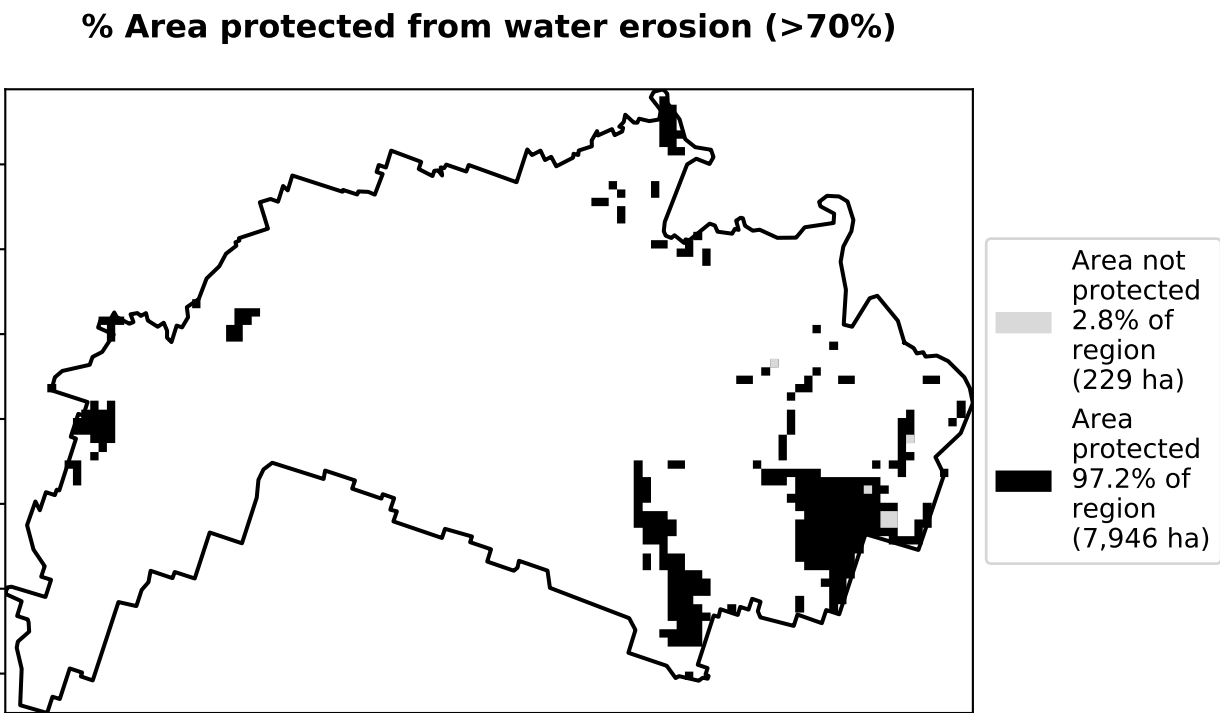 % Area protected from water erosion (>70%)
Area not
protected
2.8% of
region
(229 ha)
Area
protected
97.2% of
region
(7,946 ha)